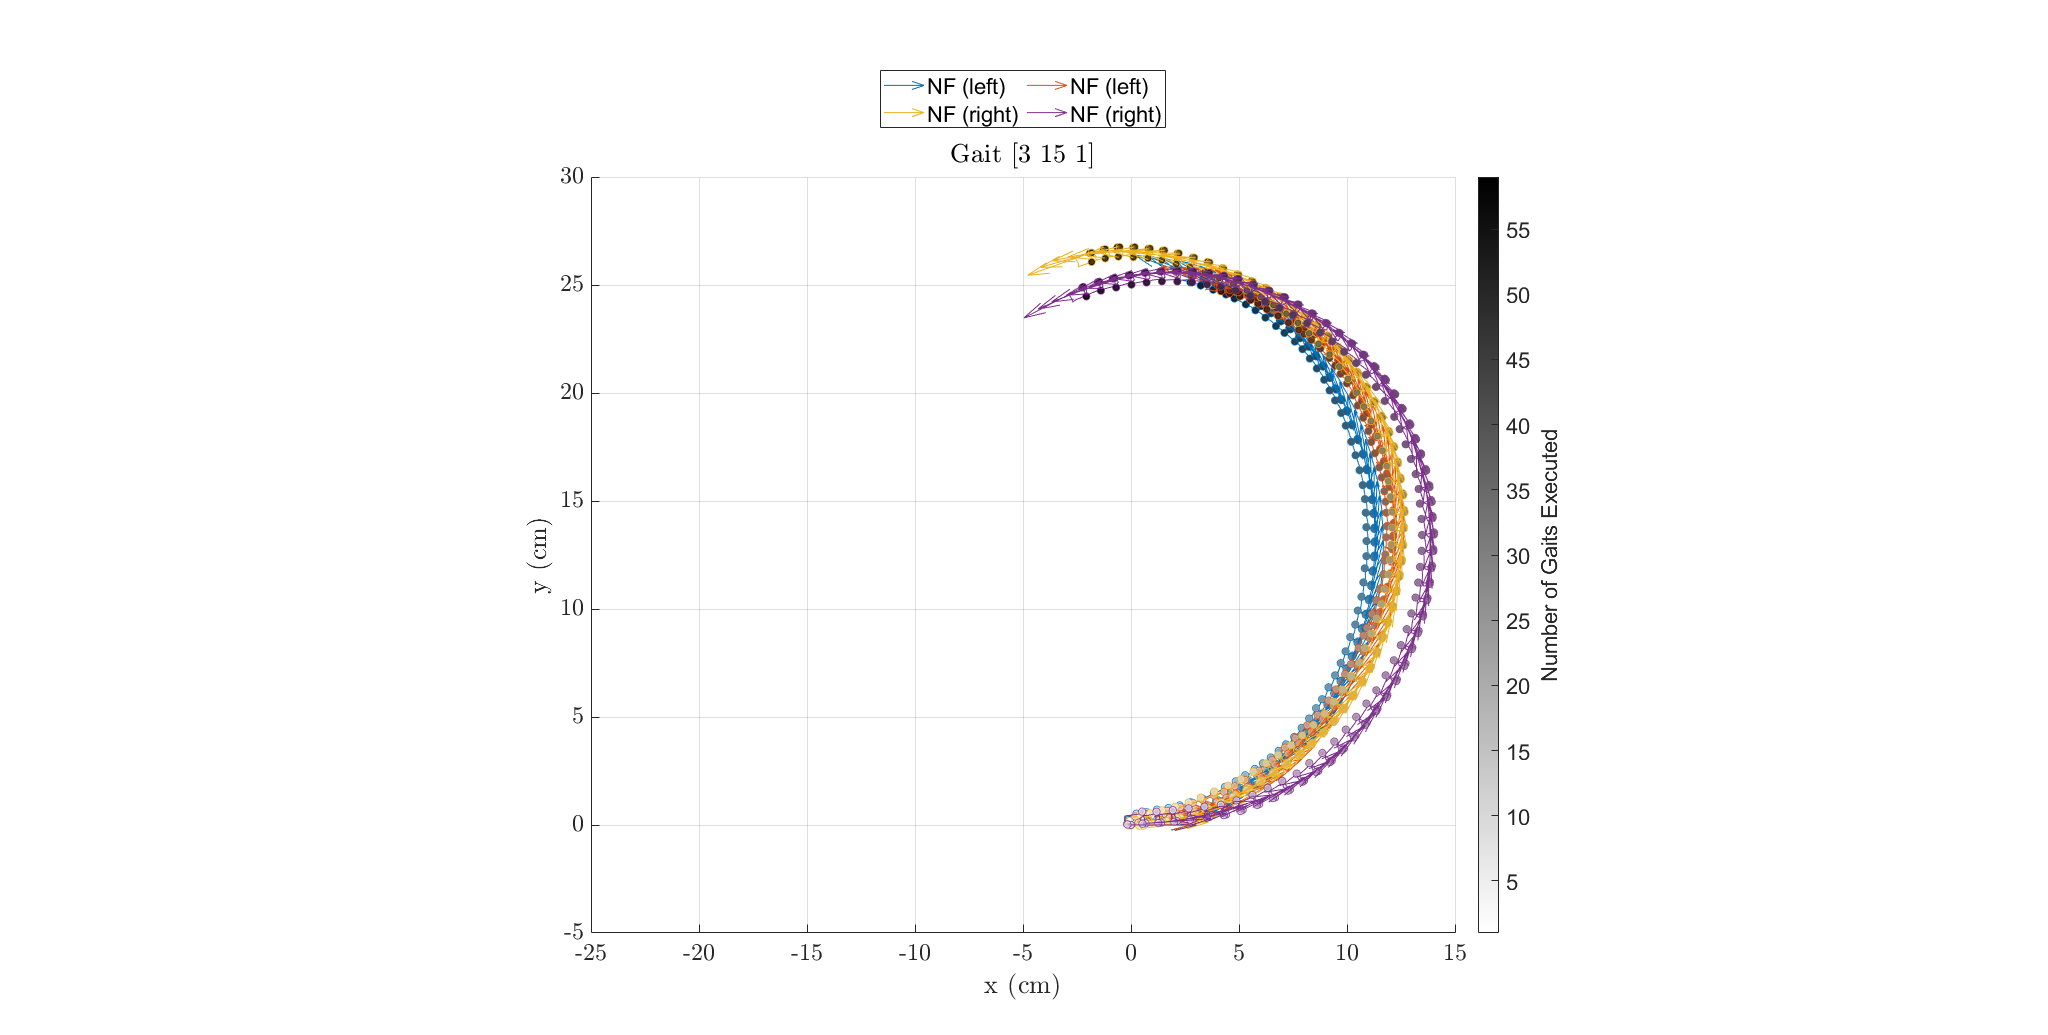 NF (left) NF (left)
NF (right) NF (right)
Gait [3 15 1]
30
25
20
15
10
5
0
-5
y (cm)
-25 -20 -15 -10 -5 0 5 10 15
x (cm)
55
50
45
40
35
30
25
20
15
10
5
Number of Gaits Executed